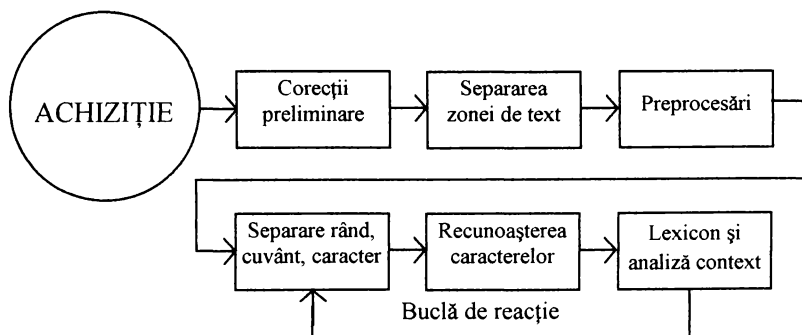 ACHIZIȚIE
Corecții
preliminare
Separarea
zonei de text
Preprocesări
Separare rând,
cuvânt, caracter
Recunoașterea
caracterelor
Lexicon și
analiză context
Buclă de reacție